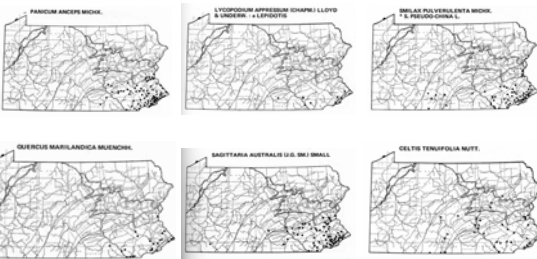 PANICUM ANCEPS MICHX.
LYCOPODIUM APPRESSUM (CHAPM.) LLOYD
& UNDERW. : = LEPIDOTIS
SMILAX PULVERULENTA MICHX.
* S. PSEUDO-CHINA L.
QUERCUS MARILANDICA MUENCHH.
SAGITTARIA AUSTRALIS (J.G. SM.) SMALL
CELTIS TENUIFOLIA NUTT.